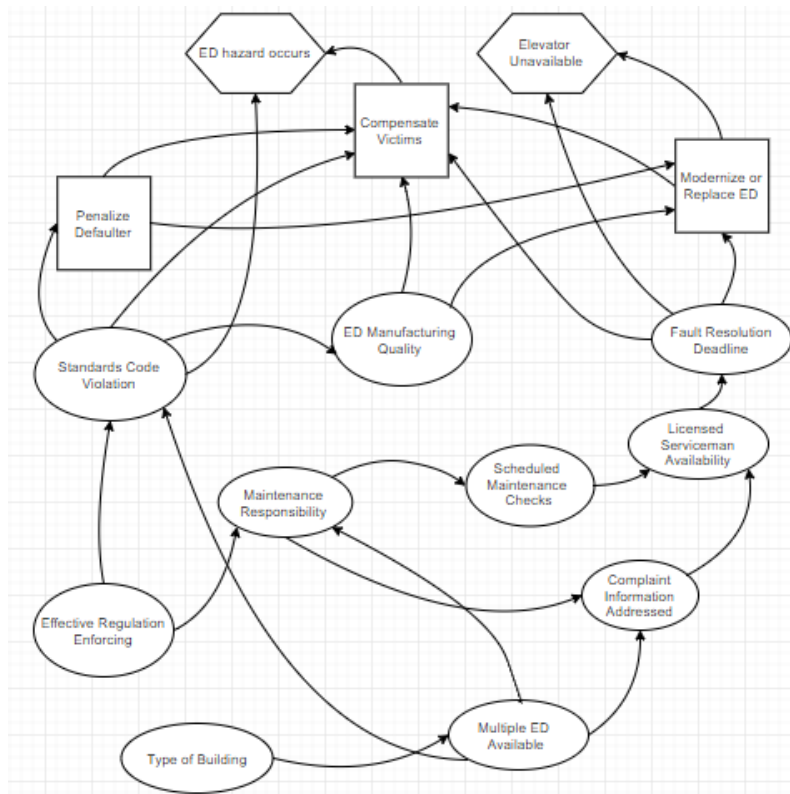 ED hazard occurs
Elevator
Unavailable
Compensate
Victims
Modernize or
Replace ED
Penalize
Defaulter
ED Manufacturing
Quality
Fault Resolution
Deadline
Standards Code
Violation
Licensed
Serviceman
Availability
Scheduled
Maintenance
Checks
Maintenance
Responsibility
Complaint
Information
Addressed
Effective Regulation
Enforcing
Multiple ED
Available
Type of Building